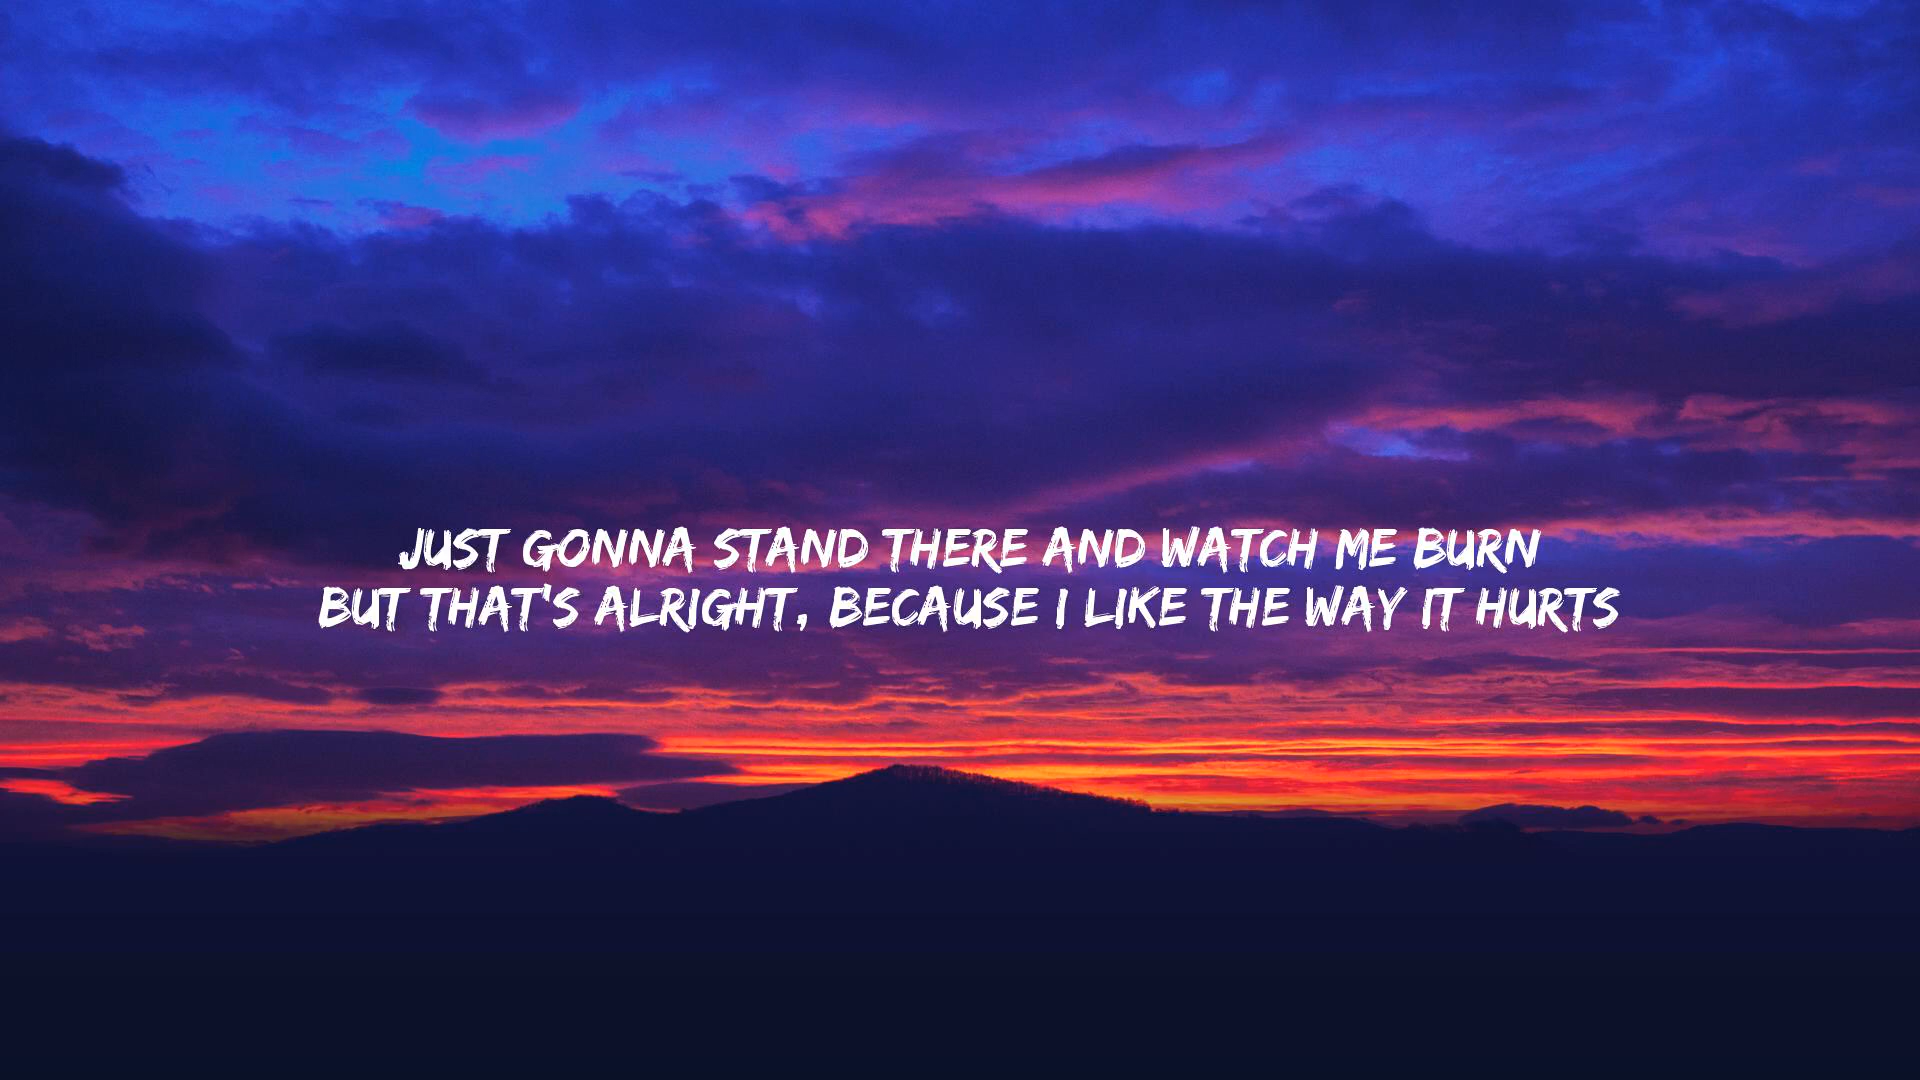 JUST GONNA STAND THERE AND WATCH ME BURN
BUT THAT'S ALRIGHT, BECAUSE I LIKE THE WAY IT HURTS